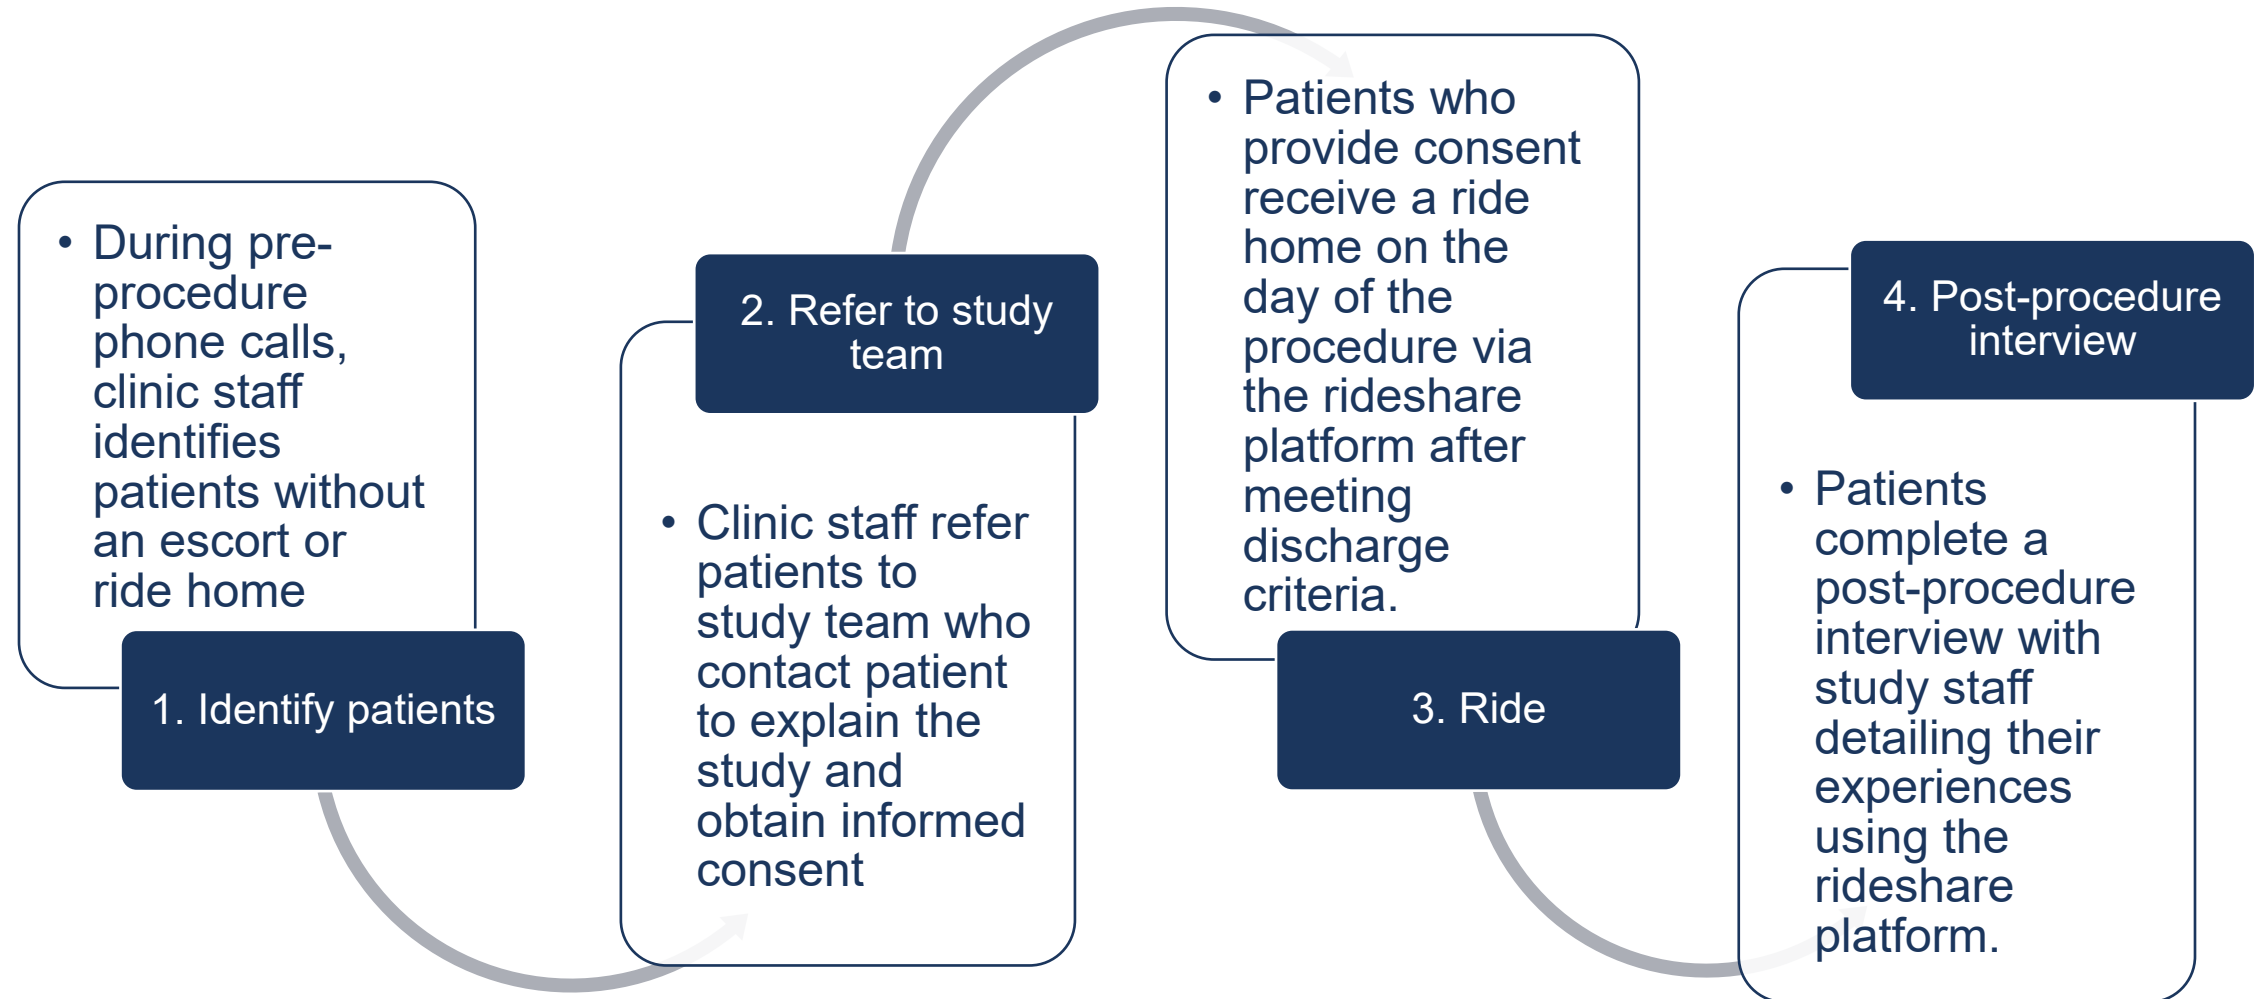 • During pre-
procedure
phone calls,
clinic staff
identifies
patients without
an escort or
ride home
1. Identify patients
2. Refer to study
team
• Clinic staff refer
patients to
study team who
contact patient
to explain the
study and
obtain informed
consent
• Patients who
provide consent
receive a ride
home on the
day of the
procedure via
the rideshare
platform after
meeting
discharge
criteria.
3. Ride
4. Post-procedure
interview
• Patients
complete a
post-procedure
interview with
study staff
detailing their
experiences
using the
rideshare
platform.